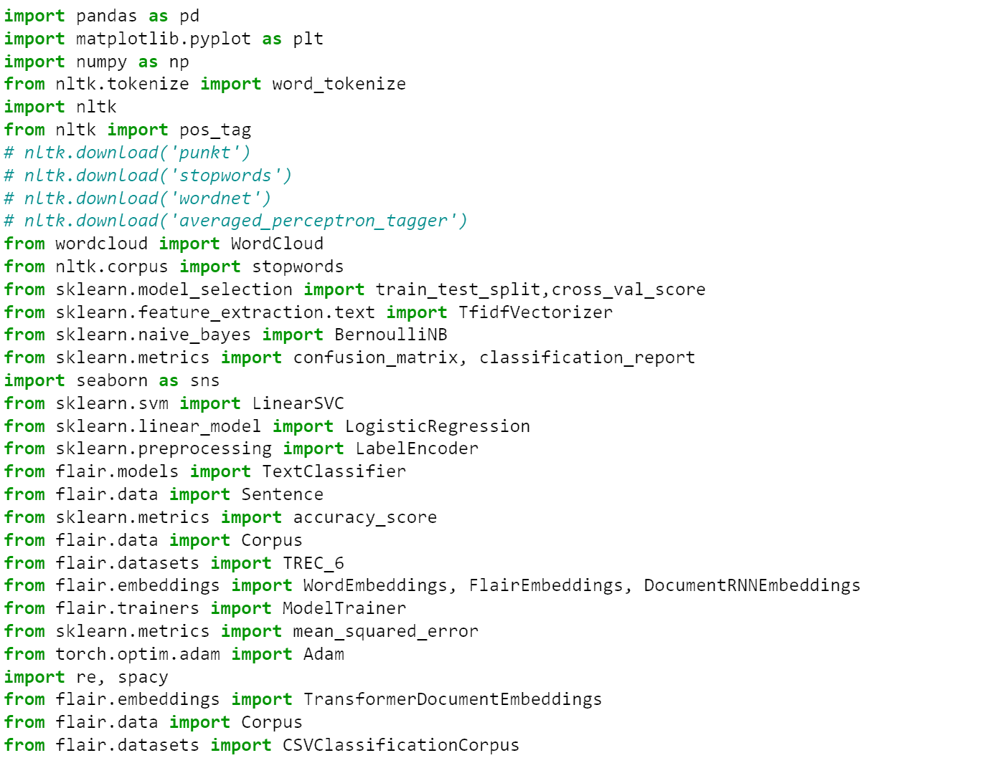 import pandas as pd
import matplotlib.pyplot as plt
import numpy as np
from nltk.tokenize import word_tokenize
import nltk
from nltk import pos_tag
# nltk.download('punkt')
# nltk.download('stopwords')
# nltk.download('wordnet')
# nltk.download('averaged_perceptron_tagger')
from wordcloud import WordCloud
from nltk.corpus import stopwords
from sklearn.model_selection import train_test_split,cross_val_score
from sklearn.feature_extraction.text import TfidfVectorizer
from sklearn.naive_bayes import BernoulliNB
from sklearn.metrics import confusion_matrix, classification_report
import seaborn as sns
from sklearn.svm import LinearSVC
from sklearn.linear_model import LogisticRegression
from sklearn.preprocessing import LabelEncoder
from flair.models import TextClassifier
from flair.data import Sentence
from sklearn.metrics import accuracy_score
from flair.data import Corpus
from flair.datasets import TREC_6
from flair.embeddings import WordEmbeddings, FlairEmbeddings, DocumentRNNEmbeddings
from flair.trainers import ModelTrainer
from sklearn.metrics import mean_squared_error
from torch.optim.adam import Adam
import re, spacy
from flair.embeddings import TransformerDocumentEmbeddings
from flair.data import Corpus
from flair.datasets import CSVClassificationCorpus